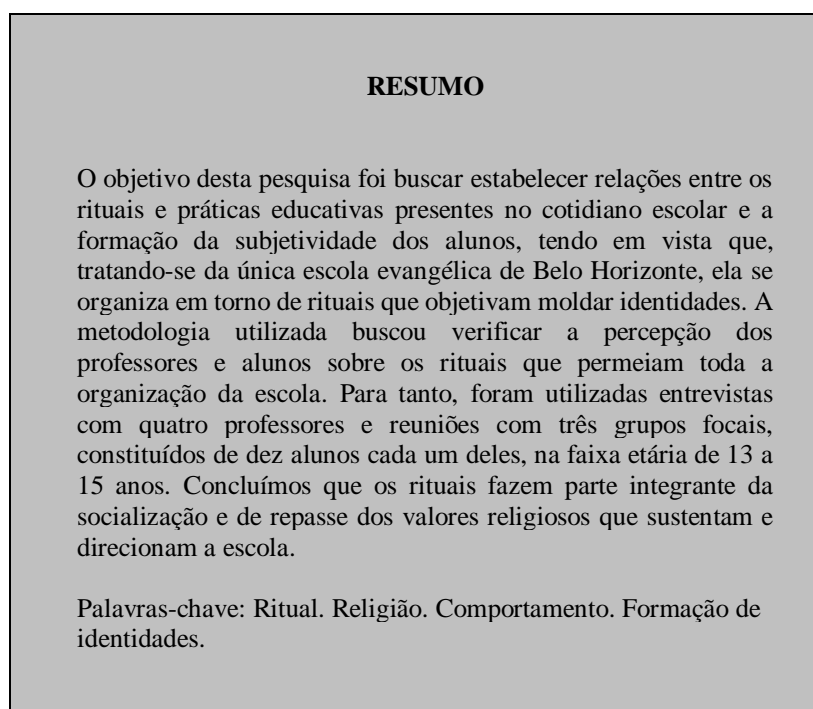 RESUMO
O objetivo desta pesquisa foi buscar estabelecer relações entre os
rituais e práticas educativas presentes no cotidiano escolar e a
formação da subjetividade dos alunos, tendo em vista que,
tratando-se da única escola evangélica de Belo Horizonte, ela se
organiza em torno de rituais que objetivam moldar identidades. A
metodologia utilizada buscou verificar a percepção dos
professores e alunos sobre os rituais que permeiam toda a
organização da escola. Para tanto, foram utilizadas entrevistas
com quatro professores e reuniões com três grupos focais,
constituídos de dez alunos cada um deles, na faixa etária de 13 a
15 anos. Concluímos que os rituais fazem parte integrante da
socialização e de repasse dos valores religiosos que sustentam e
direcionam a escola.
Palavras-chave: Ritual. Religião. Comportamento. Formação de
identidades.